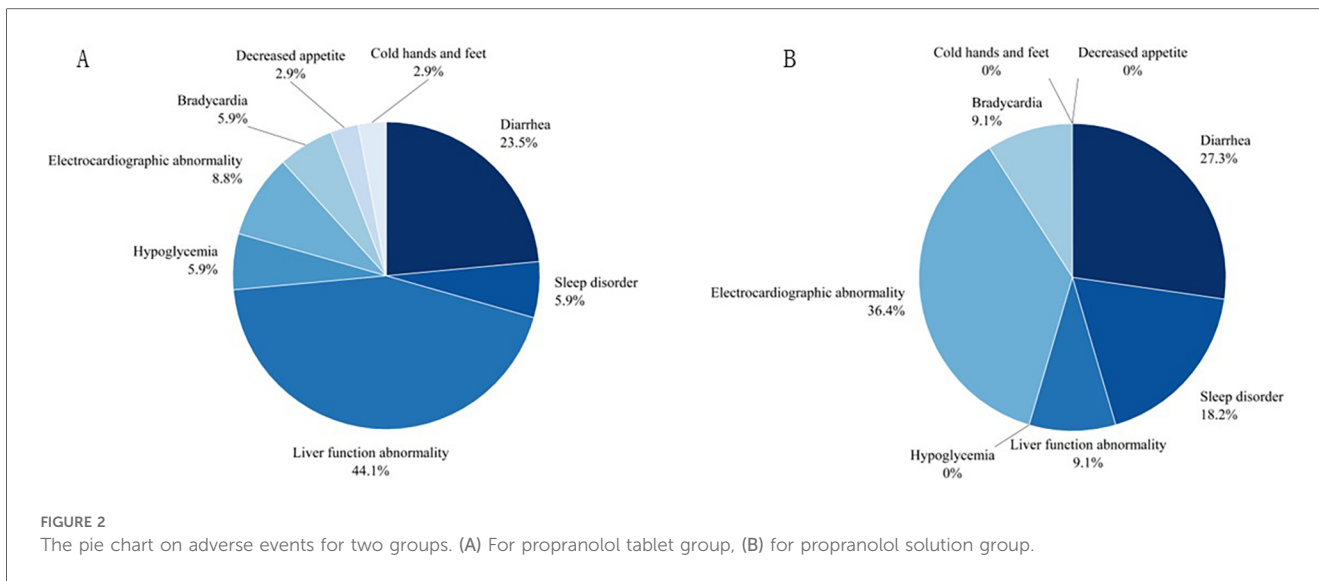 A
Decreased appetite
2.9%
Cold hands and feet
2.9%
Bradycardia
5.9%
Diarrhea
23.5%
Electrocardiographic abnormality
8.8%
Hypoglycemia
5.9%
Sleep disorder
5.9%
Liver function abnormality
44.1%
B
Cold hands and feet
0%
Decreased appetite
0%
Bradycardia
9.1%
Diarrhea
27.3%
Electrocardiographic abnormality
36.4%
Sleep disorder
18.2%
Hypoglycemia
0%
Liver function abnormality
9.1%
FIGURE 2
The pie chart on adverse events for two groups. (A) For propranolol tablet group, (B) for propranolol solution group.